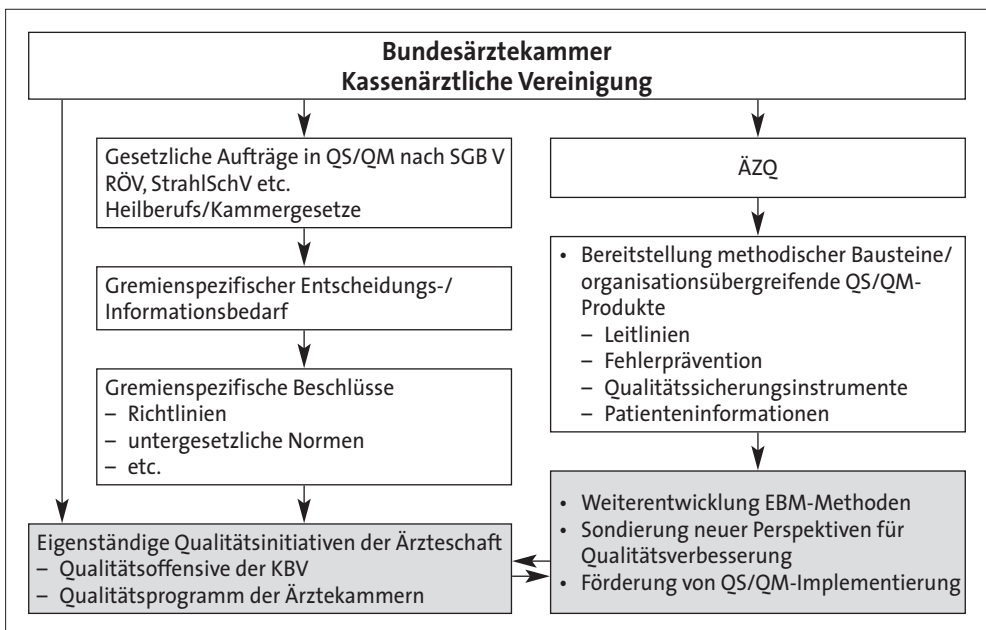 Bundesärztekammer
Kassenärztliche Vereinigung
Gesetzliche Aufträge in QS/QM nach SGB V
RÖV, StrahlSchV etc.
Heilberufs/Kammergesetze
Gremienspezifischer Entscheidungs-/
Informationsbedarf
Gremienspezifische Beschlüsse
– Richtlinien
– untergesetzliche Normen
– etc.
Eigenständige Qualitätsinitiativen der Ärzteschaft
– Qualitätsoffensive der KBV
– Qualitätsprogramm der Ärztekammern
ÄZQ
• Bereitstellung methodischer Bausteine/
organisationsübergreifende QS/QM-
Produkte
– Leitlinien
– Fehlerprävention
– Qualitätssicherungsinstrumente
– Patienteninformationen
• Weiterentwicklung EBM-Methoden
• Sondierung neuer Perspektiven für
Qualitätsverbesserung
• Förderung von QS/QM-Implementierung